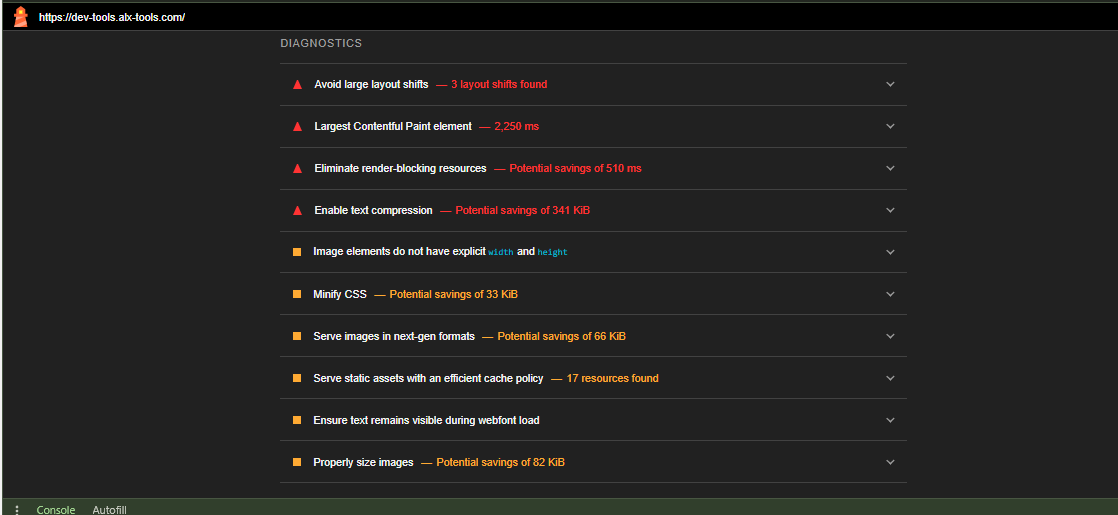 https://dev-tools.alx-tools.com/
DIAGNOSTICS
Avoid large layout shifts — 3 layout shifts found
Largest Contentful Paint element — 2,250 ms
Eliminate render-blocking resources — Potential savings of 510 ms
Enable text compression — Potential savings of 341 KiB
Image elements do not have explicit width and height
Minify CSS — Potential savings of 33 KiB
Serve images in next-gen formats — Potential savings of 66 KiB
Serve static assets with an efficient cache policy — 17 resources found
Ensure text remains visible during webfont load
Properly size images — Potential savings of 82 KiB
Console Autofill